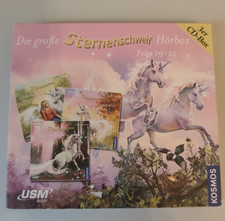 Die große Sternenschweif Hörbox
Folge 19-21
3er
CD-Box
USM
KOSMOS